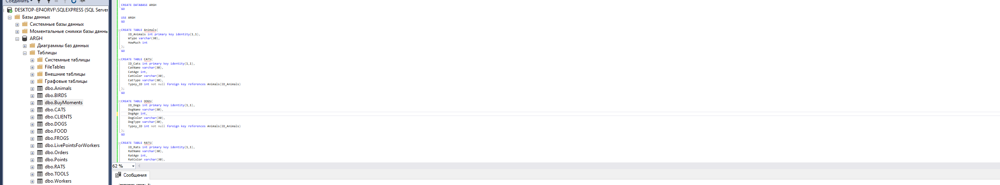 Соединить
DESKTOP-EP4ORVF\SQLEXPRESS (SQL Server
Базы данных
Системные базы данных
Моментальные снимки базы даннь
ARGH
Диаграммы баз данных
Таблицы
Системные таблицы
FileTables
Внешние таблицы
Графовые таблицы
dbo.Animals
dbo.BIRDS
dbo.BuyMoments
dbo.CATS
dbo.CLIENTS
dbo.DOGS
dbo.FOOD
dbo.FROGS
dbo.LivePointsForWorkers
dbo.Orders
dbo.Points
dbo.RATS
dbo.TOOLS
dbo.Workers
CREATE DATABASE ARGH
GO
USE ARGH
GO
CREATE TABLE Animals(
ID_Animals int primary key identity(1,1),
WType varchar(30),
HowMuch int
);
GO
CREATE TABLE CATS(
ID_Cats int primary key identity(1,1),
CatName varchar(30),
CatAge int,
CatColor varchar(30),
CatType varchar(30),
Typey_ID int not null foreign key references Animals(ID_Animals)
);
GO
CREATE TABLE DOGS(
ID_Dogs int primary key identity(1,1),
DogName varchar(30),
DogAge int,
DogColor varchar(30),
DogType varchar(30),
Typey_ID int not null foreign key references Animals(ID_Animals)
);
GO
CREATE TABLE RATS(
ID_Rats int primary key identity(1,1),
RatName varchar(30),
RatAge int,
RatColor varchar(30),
62 %
Сообщения